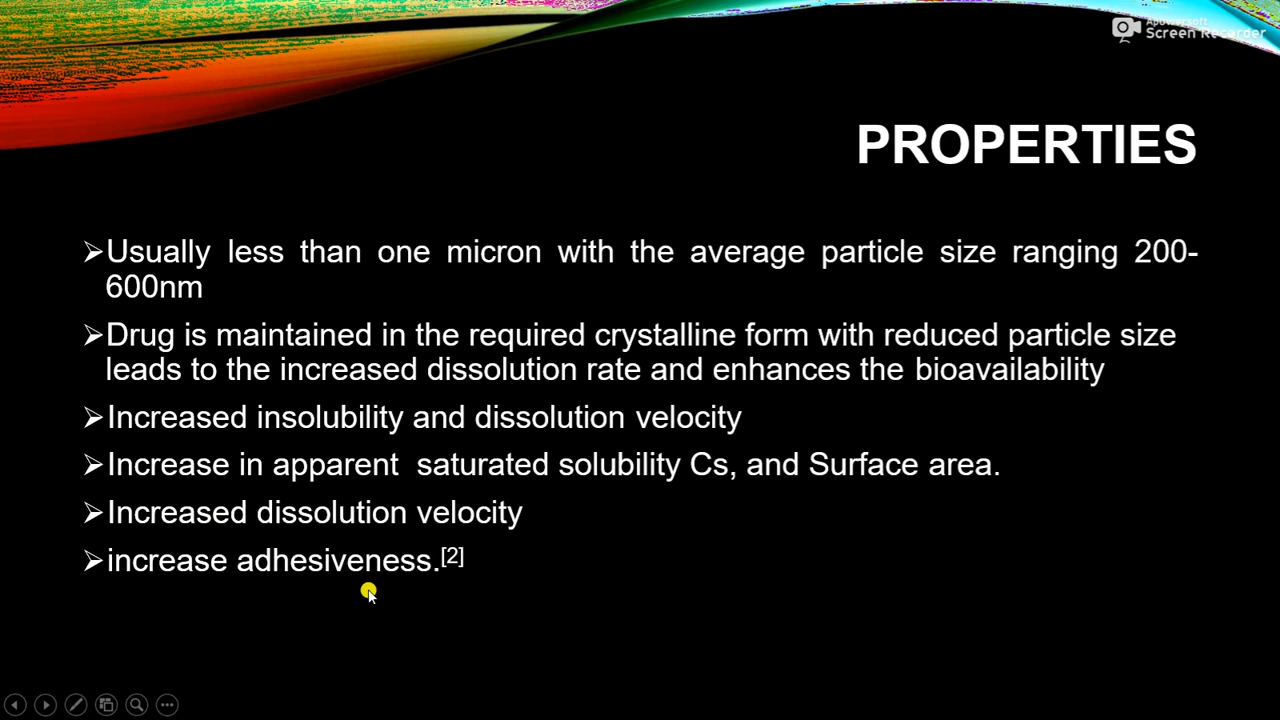 Apowersoft
Screen Recorder
PROPERTIES
➢Usually less than one micron with the average particle size ranging 200-
600nm
➢Drug is maintained in the required crystalline form with reduced particle size
leads to the increased dissolution rate and enhances the bioavailability
➢Increased insolubility and dissolution velocity
➢Increase in apparent  saturated solubility Cs, and Surface area.
➢Increased dissolution velocity
➢increase adhesiveness.[2]